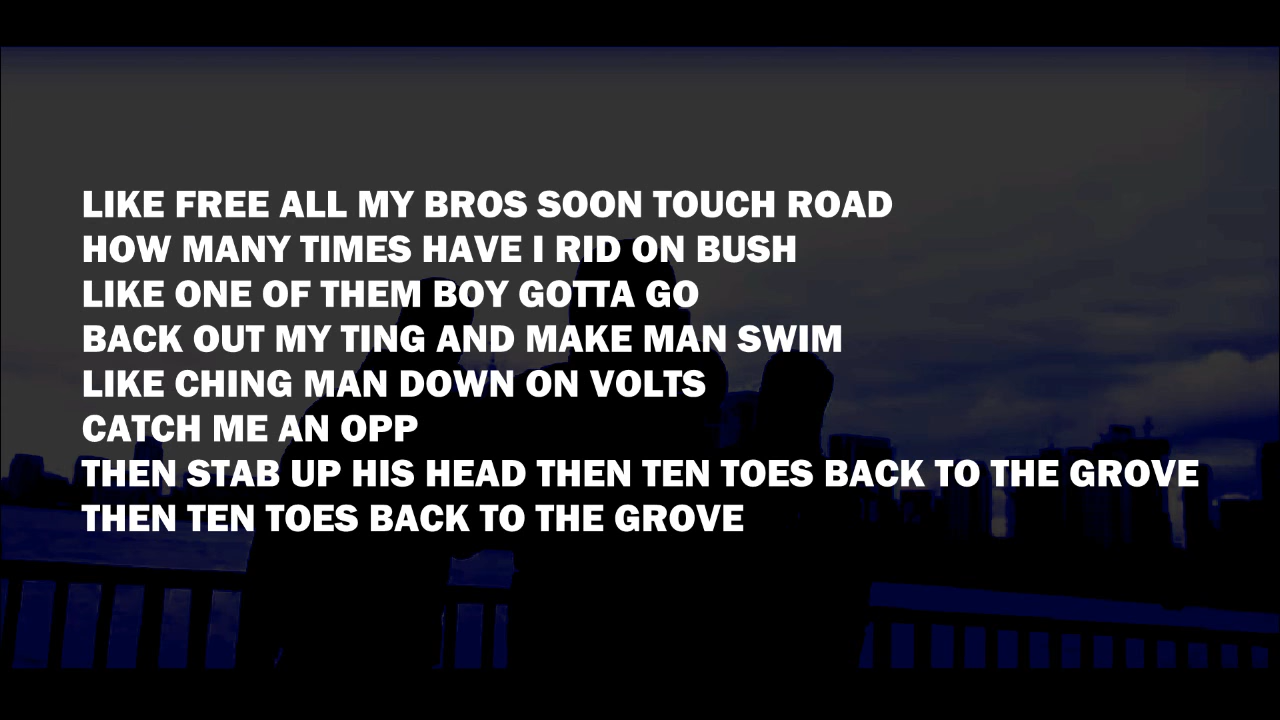 LIKE FREE ALL MY BROS SOON TOUCH ROAD
HOW MANY TIMES HAVE I RID ON BUSH
LIKE ONE OF THEM BOY GOTTA GO
BACK OUT MY TING AND MAKE MAN SWIM
LIKE CHING MAN DOWN ON VOLTS
CATCH ME AN OPP
THEN STAB UP HIS HEAD THEN TEN TOES BACK TO THE GROVE
THEN TEN TOES BACK TO THE GROVE